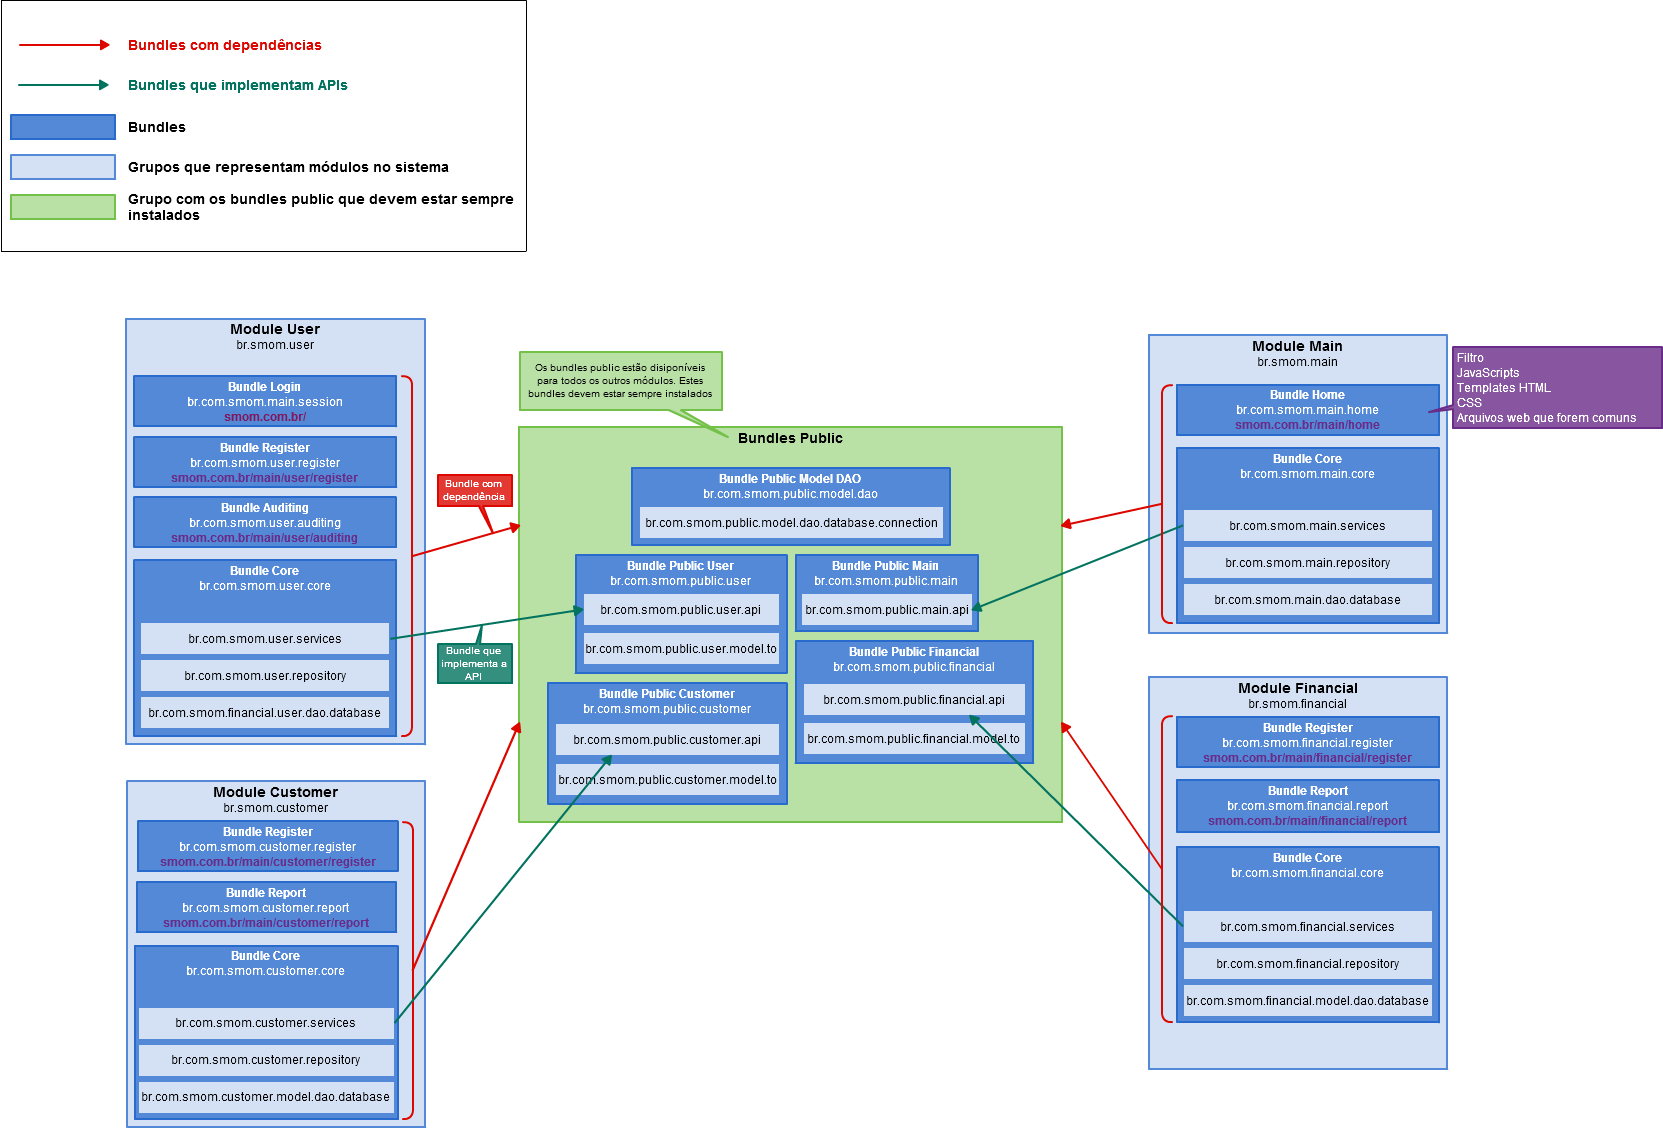 Bundles com dependências
Bundles que implementam APIs
Bundles
Grupos que representam módulos no sistema
Grupo com os bundles public que devem estar sempre
instalados
Module User
br.smom.user
Bundle Login
br.com.smom.main.session
smom.com.br/
Bundle Register
br.com.smom.user.register
smom.com.br/main/user/register
Bundle Auditing
br.com.smom.user.auditing
smom.com.br/main/user/auditing
Bundle Core
br.com.smom.user.core
br.com.smom.user.services
br.com.smom.user.repository
br.com.smom.financial.user.dao.database
Module Customer
br.smom.customer
Bundle Register
br.com.smom.customer.register
smom.com.br/main/customer/register
Bundle Report
br.com.smom.customer.report
smom.com.br/main/customer/report
Bundle Core
br.com.smom.customer.core
br.com.smom.customer.services
br.com.smom.customer.repository
br.com.smom.customer.model.dao.database
Bundle com
dependência
Bundle que
implementa a
API
Os bundles public estão disiponíveis
para todos os outros módulos. Estes
bundles devem estar sempre instalados
Bundles Public
Bundle Public Model DAO
br.com.smom.public.model.dao
br.com.smom.public.model.dao.database.connection
Bundle Public User
br.com.smom.public.user
br.com.smom.public.user.api
br.com.smom.public.user.model.to
Bundle Public Main
br.com.smom.public.main
br.com.smom.public.main.api
Bundle Public Customer
br.com.smom.public.customer
br.com.smom.public.customer.api
br.com.smom.public.customer.model.to
Bundle Public Financial
br.com.smom.public.financial
br.com.smom.public.financial.api
br.com.smom.public.financial.model.to
Module Main
br.smom.main
Bundle Home
br.com.smom.main.home
smom.com.br/main/home
Bundle Core
br.com.smom.main.core
br.com.smom.main.services
br.com.smom.main.repository
br.com.smom.main.dao.database
Filtro
JavaScripts
Templates HTML
CSS
Arquivos web que forem comuns
Module Financial
br.smom.financial
Bundle Register
br.com.smom.financial.register
smom.com.br/main/financial/register
Bundle Report
br.com.smom.financial.report
smom.com.br/main/financial/report
Bundle Core
br.com.smom.financial.core
br.com.smom.financial.services
br.com.smom.financial.repository
br.com.smom.financial.model.dao.database